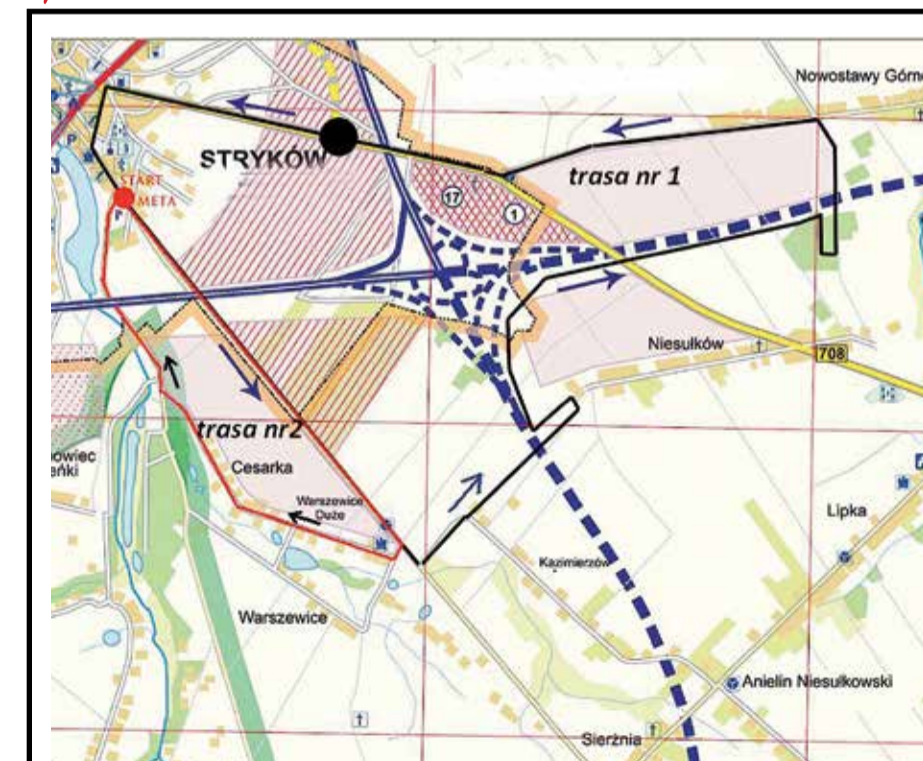 Nowostawy Górne
STRYKÓW
17
1
trasa nr 1
START
META
P
P
Niesułków
708
trasa nr2
Cesarka
Warszewice
Duże
Lipka
Kazimierzów
Warszewice
Anielin Niesułkowski
Sierżnia